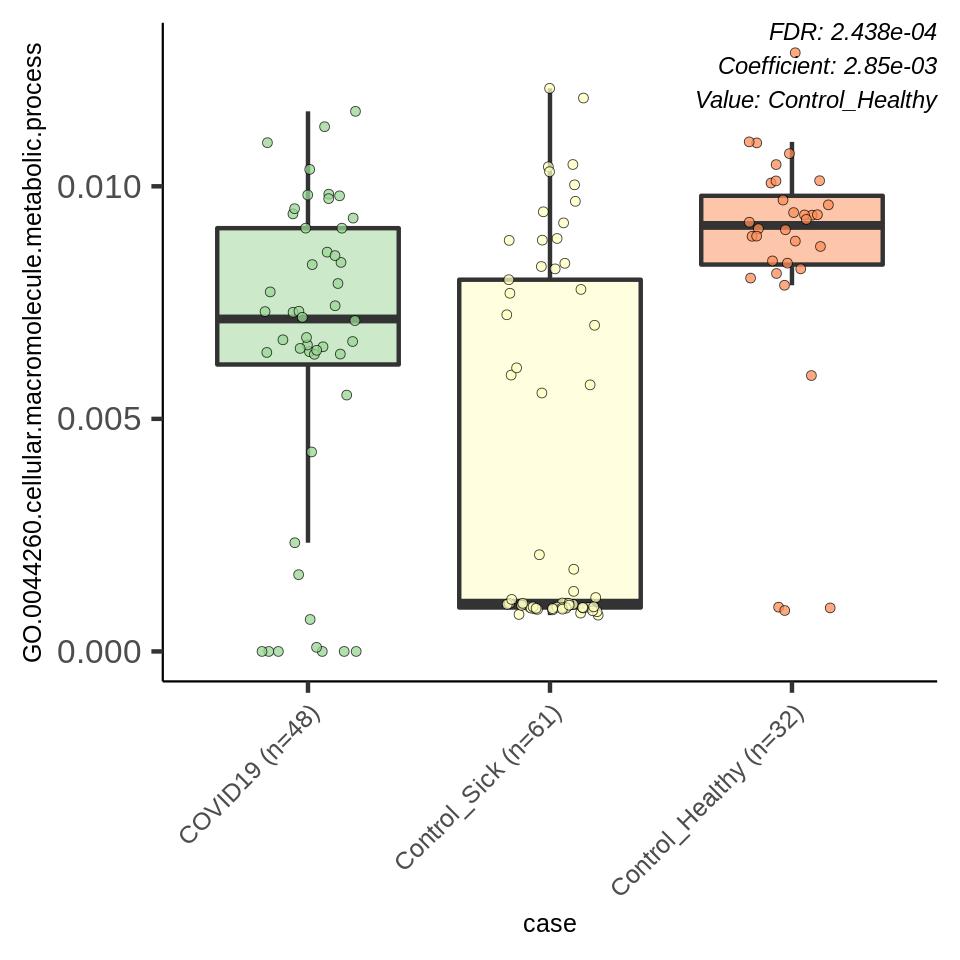 FDR: 2.438e-04
Coefficient: 2.85e-03
Value: Control_Healthy
GO.0044260.cellular.macromolecule.metabolic.process
0.010
0.005
0.000
COVID19 (n=48)
Control_Sick (n=61)
Control_Healthy (n=32)
case